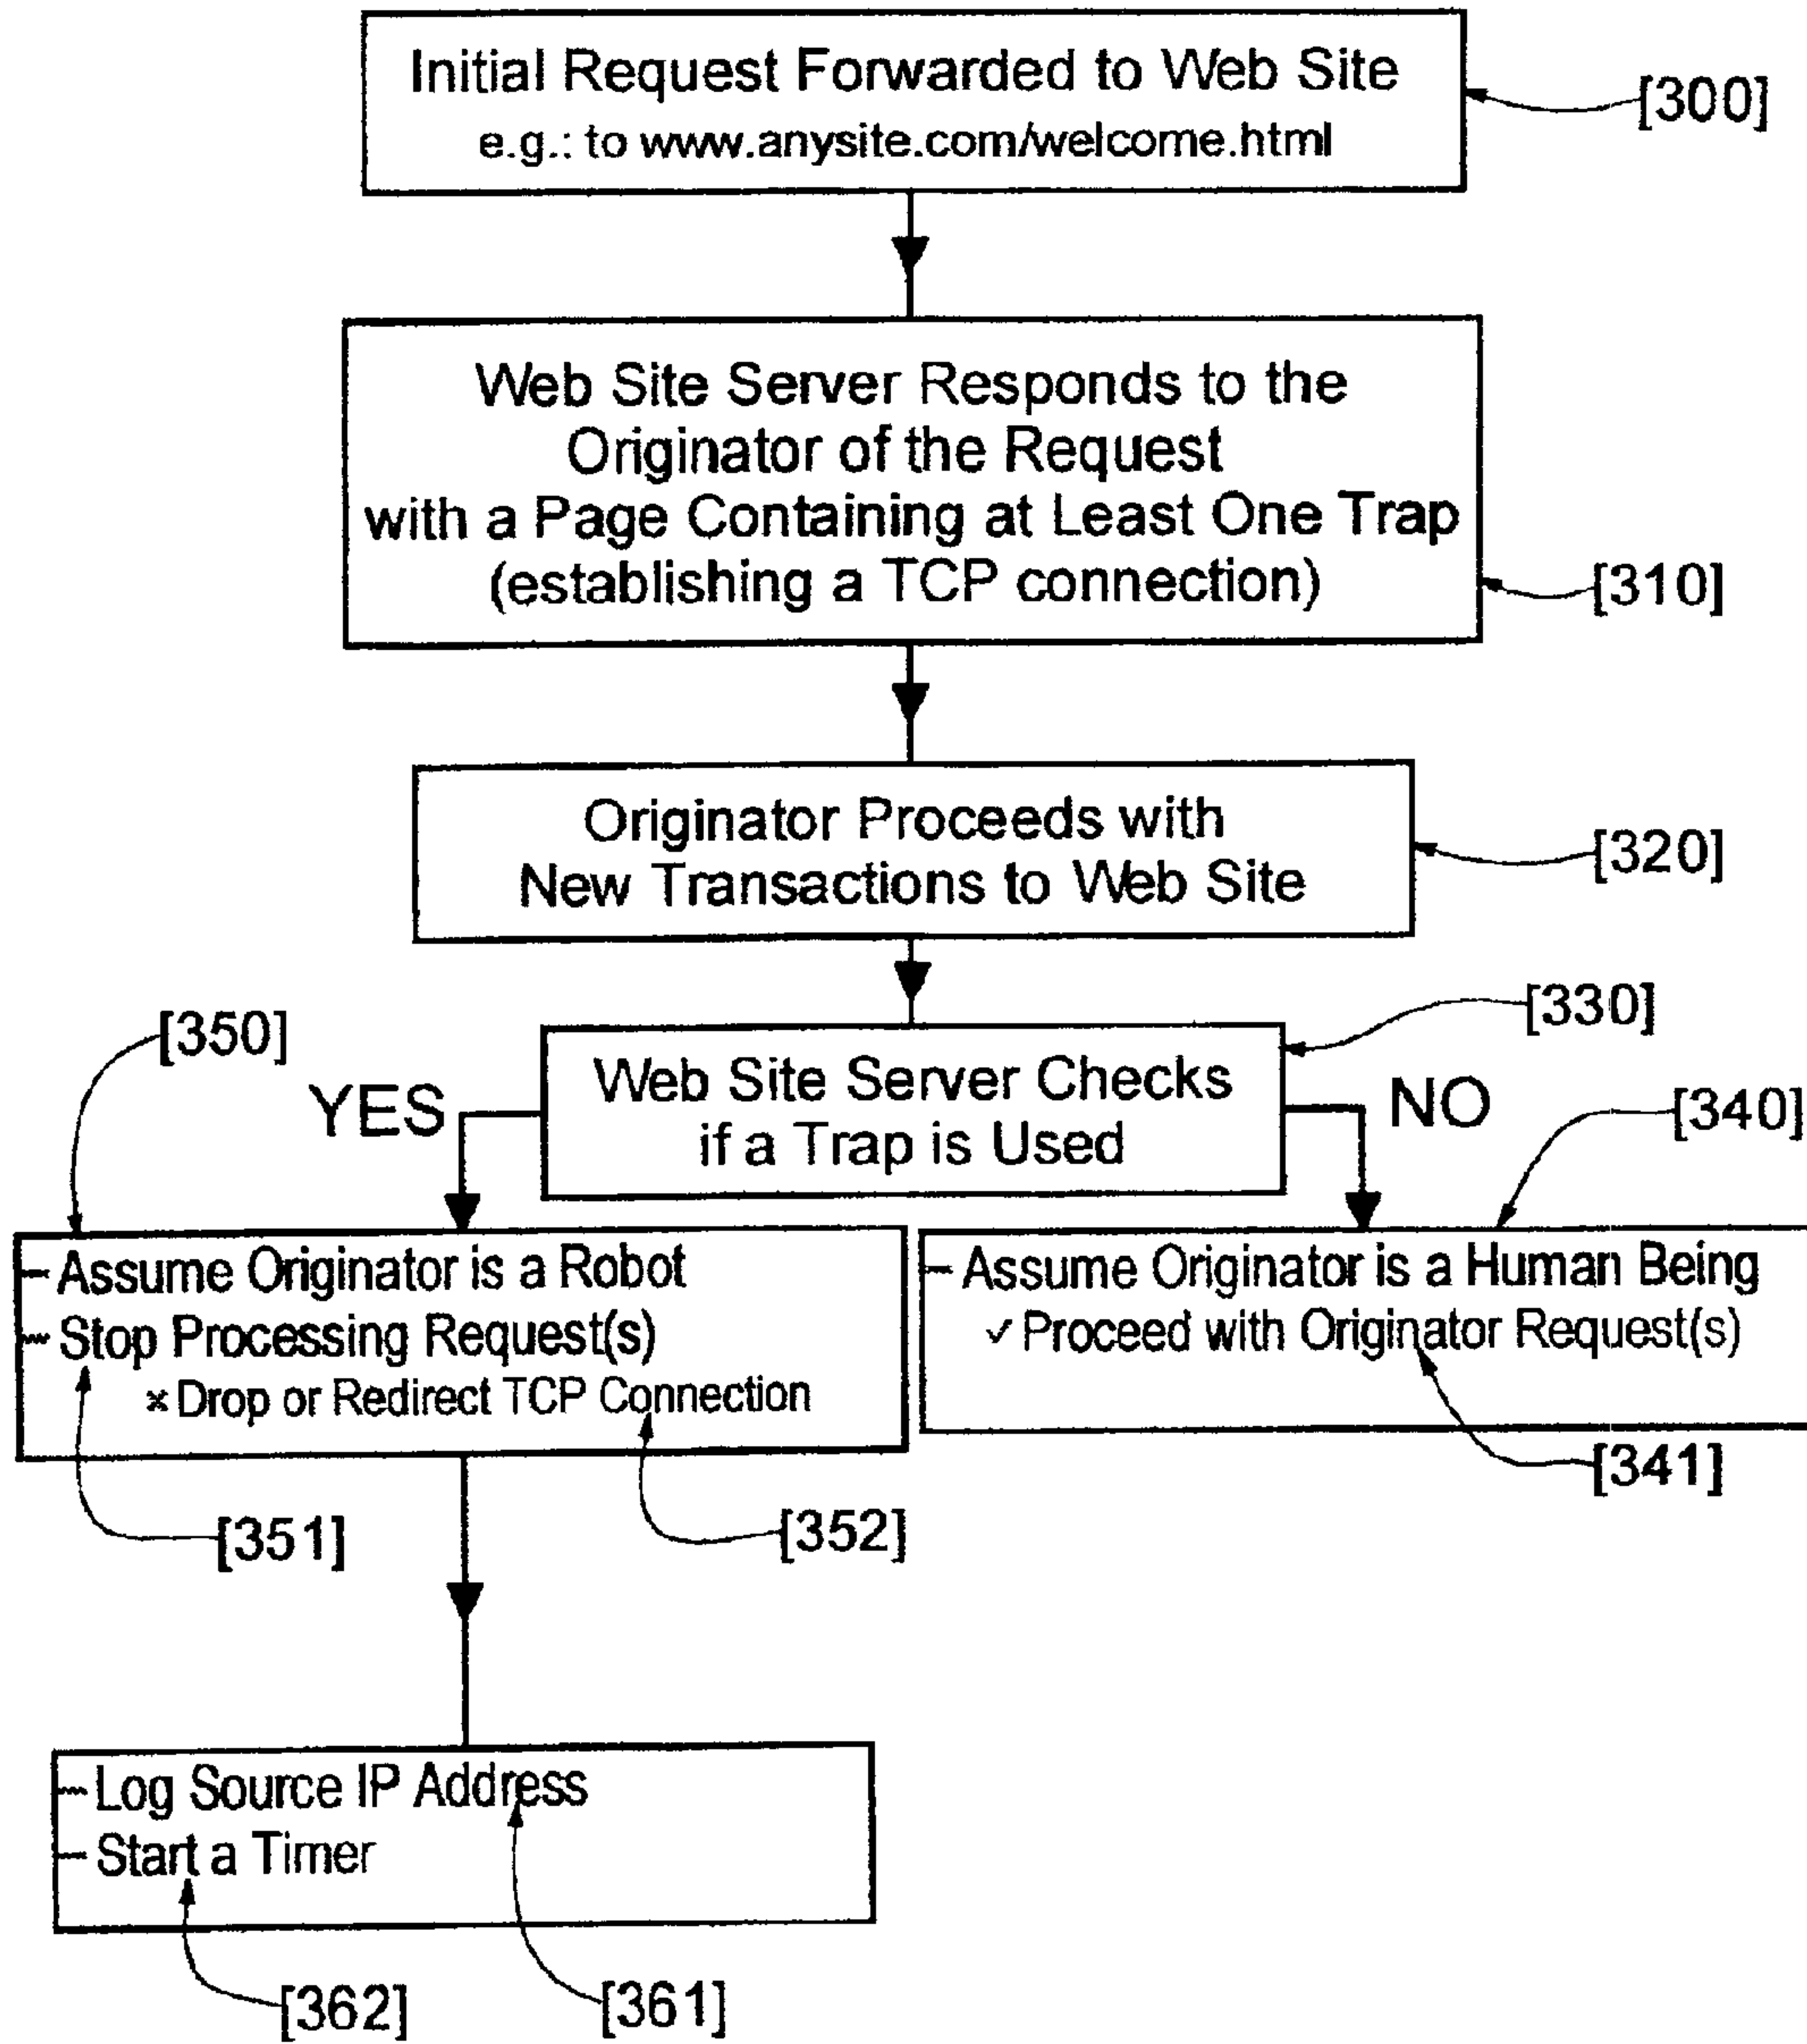 Initial Request Forwarded to Web Site
e.g.: to www.anysite.com/welcome.html
[300]
Web Site Server Responds to the
Originator of the Request
with a Page Containing at Least One Trap
(establishing a TCP connection)
[310]
Originator Proceeds with
New Transactions to Web Site
[320]
[330]
[350]
YES
Web Site Server Checks
if a Trap is Used
NO
[340]
Assume Originator is a Robot
Stop Processing Request(s)
× Drop or Redirect TCP Connection
Assume Originator is a Human Being
✓ Proceed with Originator Request(s)
[341]
[351]
[352]
Log Source IP Address
Start a Timer
[362]
[361]